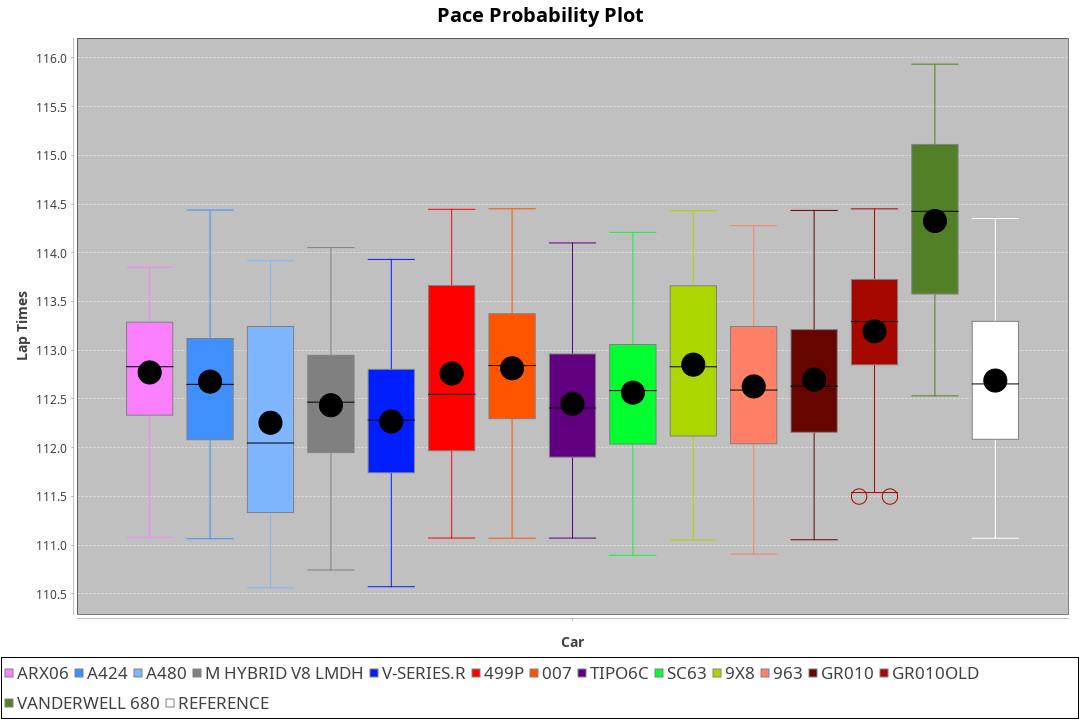 Pace Probability Plot
116.0
115.5
115.0
114.5
114.0
113.5
113.0
112.5
112.0
111.5
111.0
110.5
Lap Times
Car
ARX06 A424 A480 M HYBRID V8 LMDH V-SERIES.R 499P 007 TIPO6C SC63 9X8 963 GR010 GR010OLD
VANDERWELL 680 REFERENCE